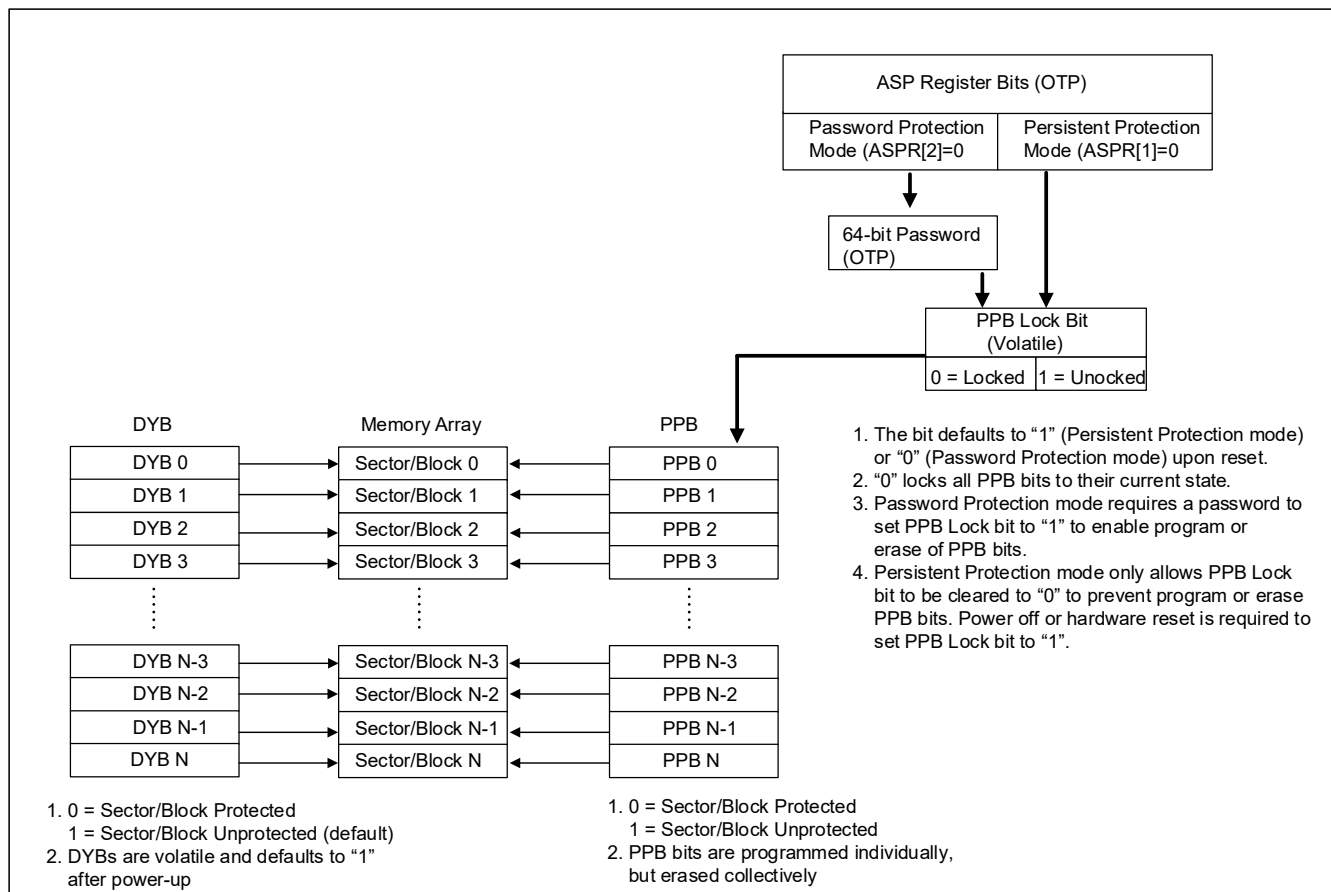 ASP Register Bits (OTP)
Password Protection
Mode (ASPR[2]=0
Persistent Protection
Mode (ASPR[1]=0
64-bit Password
(OTP)
PPB Lock Bit
(Volatile)
0 = Locked
1 = Unocked
1. The bit defaults to “1” (Persistent Protection mode)
or “0” (Password Protection mode) upon reset.
2. “0” locks all PPB bits to their current state.
3. Password Protection mode requires a password to
set PPB Lock bit to “1” to enable program or
erase of PPB bits.
4. Persistent Protection mode only allows PPB Lock
bit to be cleared to “0” to prevent program or erase
PPB bits. Power off or hardware reset is required to
set PPB Lock bit to “1”.
DYB
Memory Array
PPB
DYB 0
Sector/Block 0
PPB 0
DYB 1
Sector/Block 1
PPB 1
DYB 2
Sector/Block 2
PPB 2
DYB 3
Sector/Block 3
PPB 3
DYB N-3
Sector/Block N-3
PPB N-3
DYB N-2
Sector/Block N-2
PPB N-2
DYB N-1
Sector/Block N-1
PPB N-1
DYB N
Sector/Block N
PPB N
1. 0 = Sector/Block Protected
1 = Sector/Block Unprotected (default)
2. DYBs are volatile and defaults to “1”
after power-up
1. 0 = Sector/Block Protected
1 = Sector/Block Unprotected
2. PPB bits are programmed individually,
but erased collectively